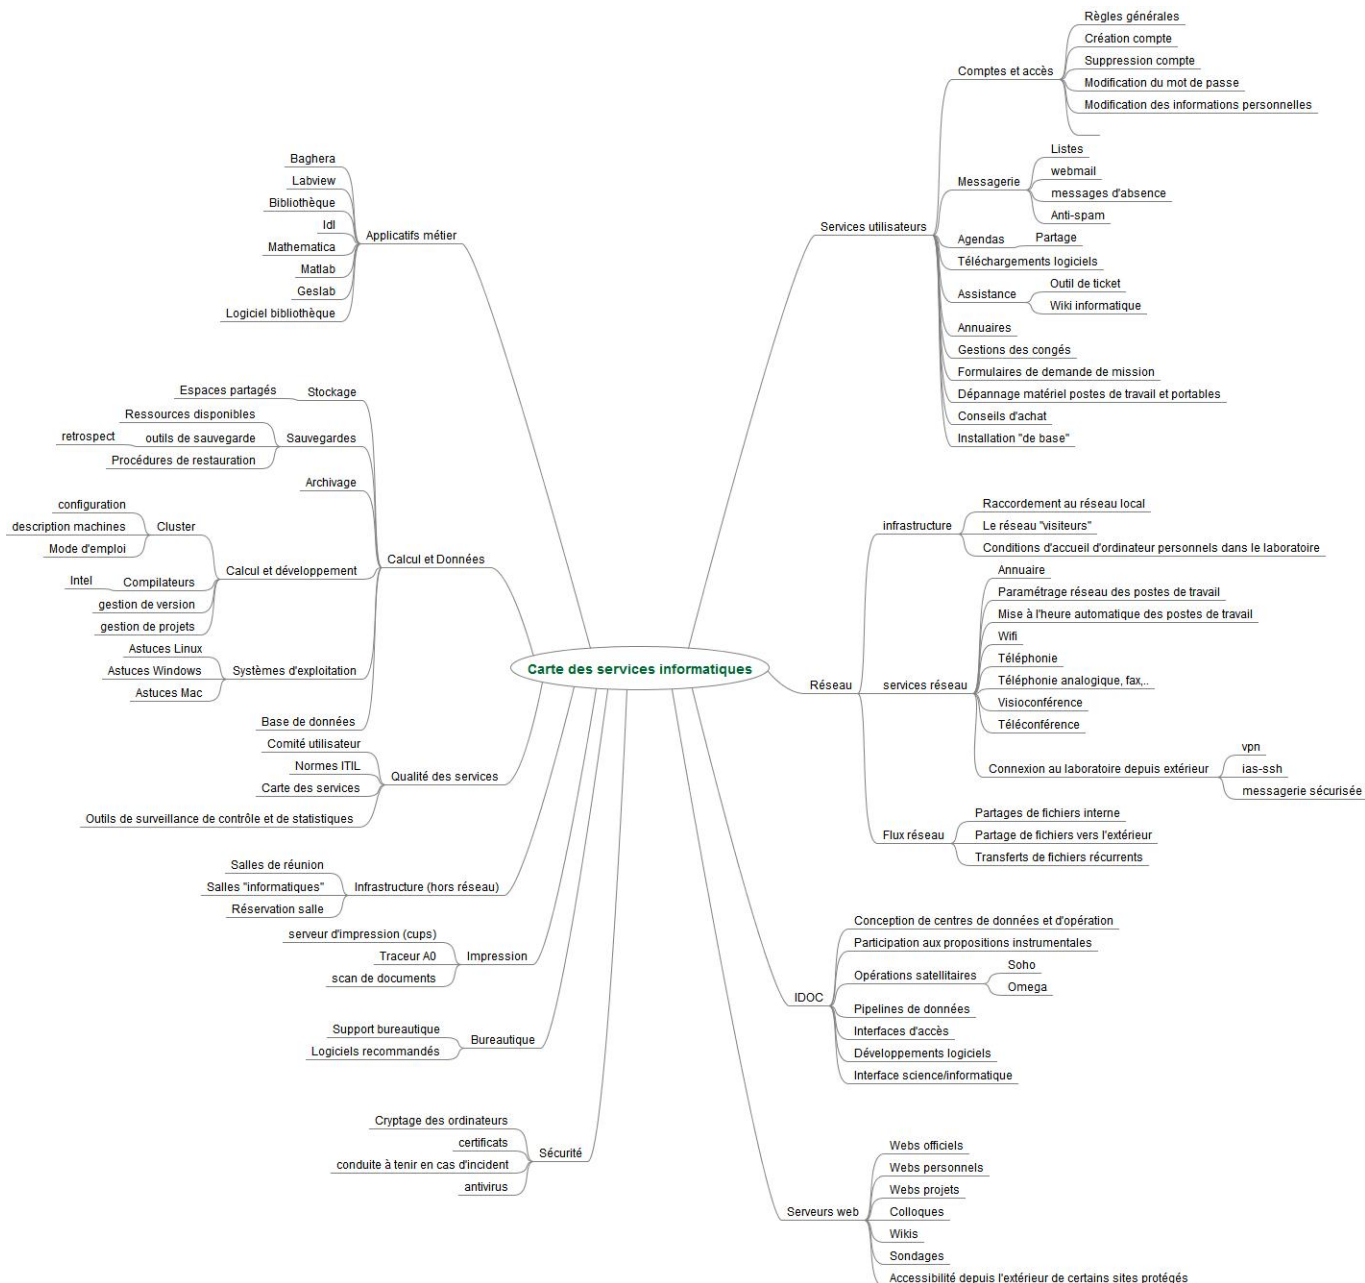 Carte des services informatiques
Services utilisateurs
Comptes et accès
Règles générales
Création compte
Suppression compte
Modification du mot de passe
Modification des informations personnelles
Messagerie
Listes
webmail
messages d'absence
Anti-spam
Agendas
Partage
Téléchargements logiciels
Assistance
Outil de ticket
Wiki informatique
Annuaires
Gestions des congés
Formulaires de demande de mission
Dépannage matériel postes de travail et portables
Conseils d'achat
Installation "de base"
Réseau
infrastructure
Raccordement au réseau local
Le réseau "visiteurs"
Conditions d'accueil d'ordinateur personnels dans le laboratoire
services réseau
Annuaire
Paramétrage réseau des postes de travail
Mise à l'heure automatique des postes de travail
Wifi
Téléphonie
Téléphonie analogique, fax,..
Visioconférence
Téléconférence
Connexion au laboratoire depuis extérieur
vpn
ias-ssh
messagerie sécurisée
Flux réseau
Partages de fichiers interne
Partage de fichiers vers l'extérieur
Transferts de fichiers récurrents
IDOC
Conception de centres de données et d'opération
Participation aux propositions instrumentales
Opérations satellitaires
Soho
Omega
Pipelines de données
Interfaces d'accès
Développements logiciels
Interface science/informatique
Serveurs web
Webs officiels
Webs personnels
Webs projets
Colloques
Wikis
Sondages
Accessibilité depuis l'extérieur de certains sites protégés
Applicatifs métier
Baghera
Labview
Bibliothèque
Idl
Mathematica
Matlab
Geslab
Logiciel bibliothèque
Calcul et Données
Stockage
Espaces partagés
Sauvegardes
Ressources disponibles
outils de sauvegarde
retrospect
Procédures de restauration
Archivage
Calcul et développement
Cluster
configuration
description machines
Mode d'emploi
Compilateurs
Intel
gestion de version
gestion de projets
Systèmes d'exploitation
Astuces Linux
Astuces Windows
Astuces Mac
Base de données
Qualité des services
Comité utilisateur
Normes ITIL
Carte des services
Outils de surveillance de contrôle et de statistiques
Infrastructure (hors réseau)
Salles de réunion
Salles "informatiques"
Réservation salle
Impression
serveur d'impression (cups)
Traceur A0
scan de documents
Bureautique
Support bureautique
Logiciels recommandés
Sécurité
Cryptage des ordinateurs
certificats
conduite à tenir en cas d'incident
antivirus